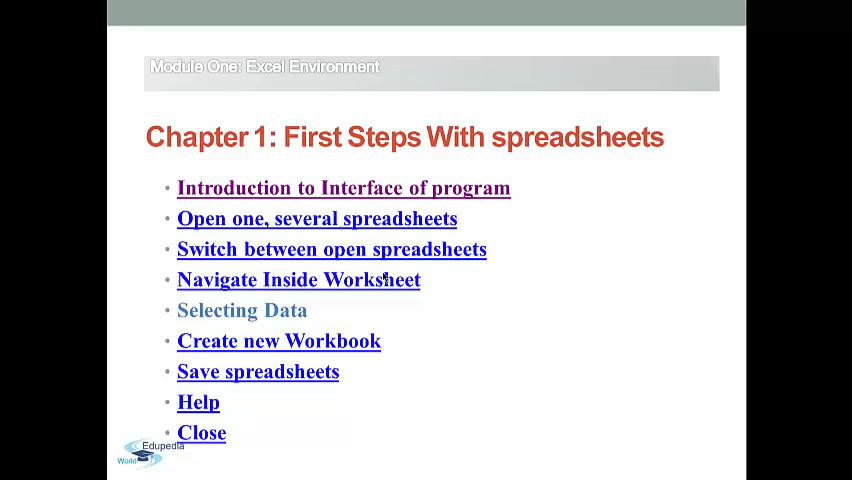 Module One: Excel Environment
Chapter 1: First Steps With spreadsheets
• Introduction to Interface of program
• Open one, several spreadsheets
• Switch between open spreadsheets
• Navigate Inside Worksheet
• Selecting Data
• Create new Workbook
• Save spreadsheets
• Help
• Close
Edupedia
World